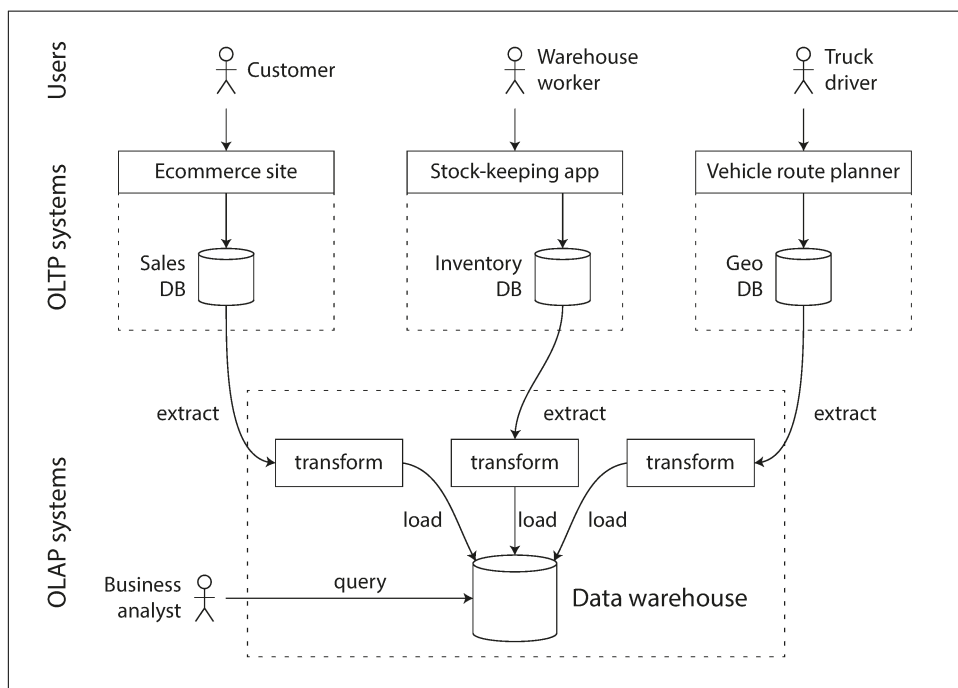 Users
Customer
Warehouse
worker
Truck
driver
OLTP systems
Ecommerce site
Stock-keeping app
Vehicle route planner
Sales
DB
Inventory
DB
Geo
DB
extract
extract
extract
OLAP systems
transform
transform
transform
load
load
load
Business
analyst
query
Data warehouse